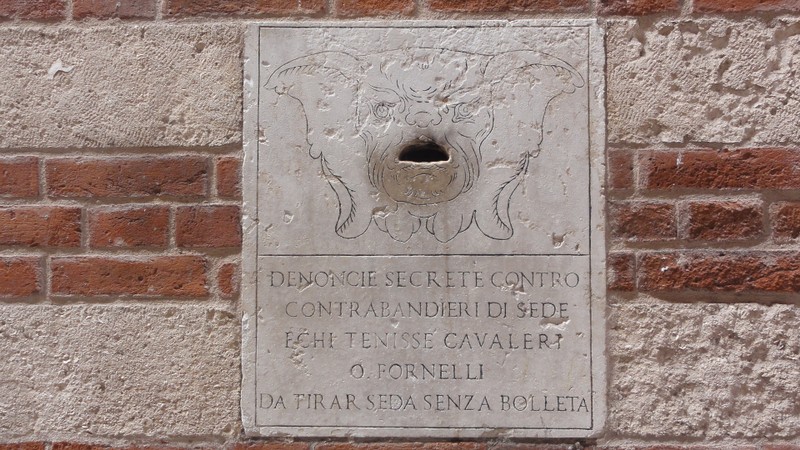 DENONCIE SECRETE CONTRO
CONTRABANDIERI DI SEDE
E CHI TENISSE CAVALERI
O. FORNELLI
DA TIRAR SEDA SENZA BOLLETA